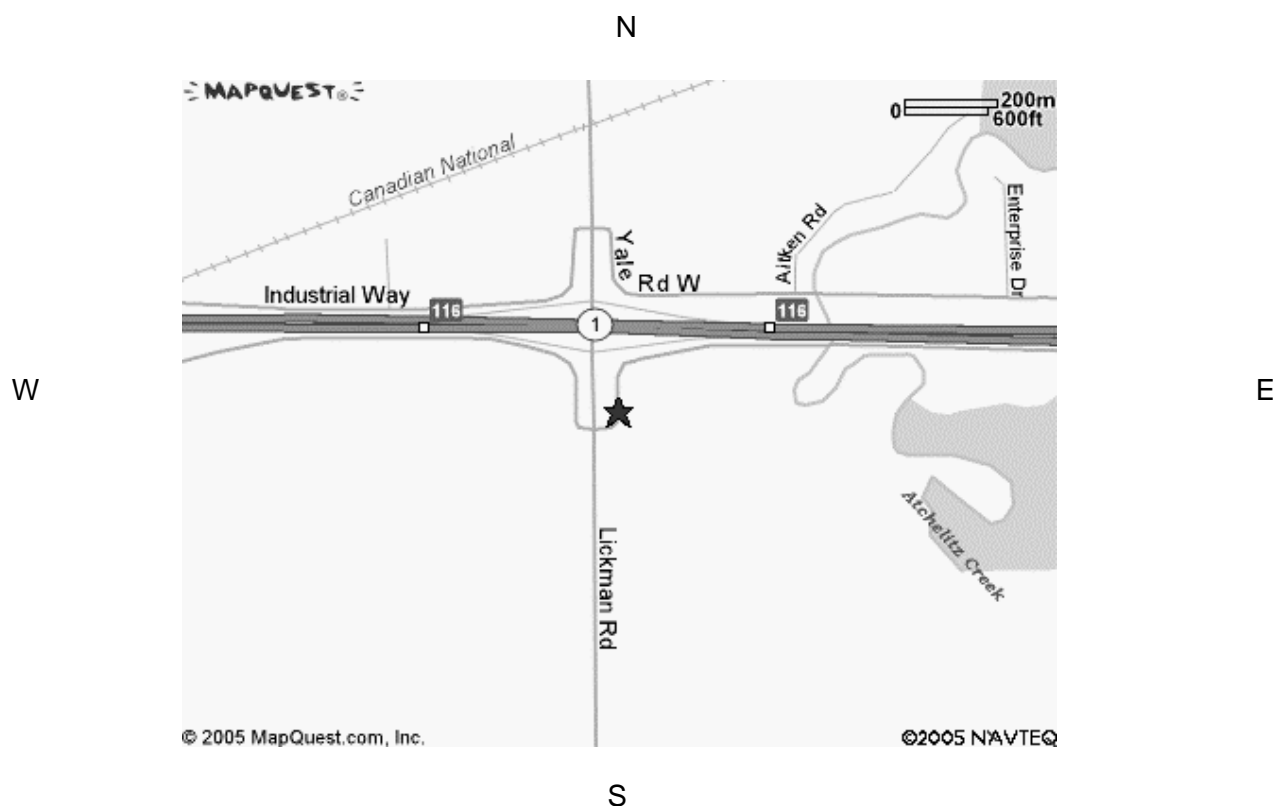 N
MAPQUEST®
0 200m
600ft
Canadian National
Enterprise Dr
Aitken Rd
Yale
Rd W
Industrial Way
116
116
1
W
E
Atchelitz Creek
Lickman Rd
© 2005 MapQuest.com, Inc.
©2005 NAVTEQ
S